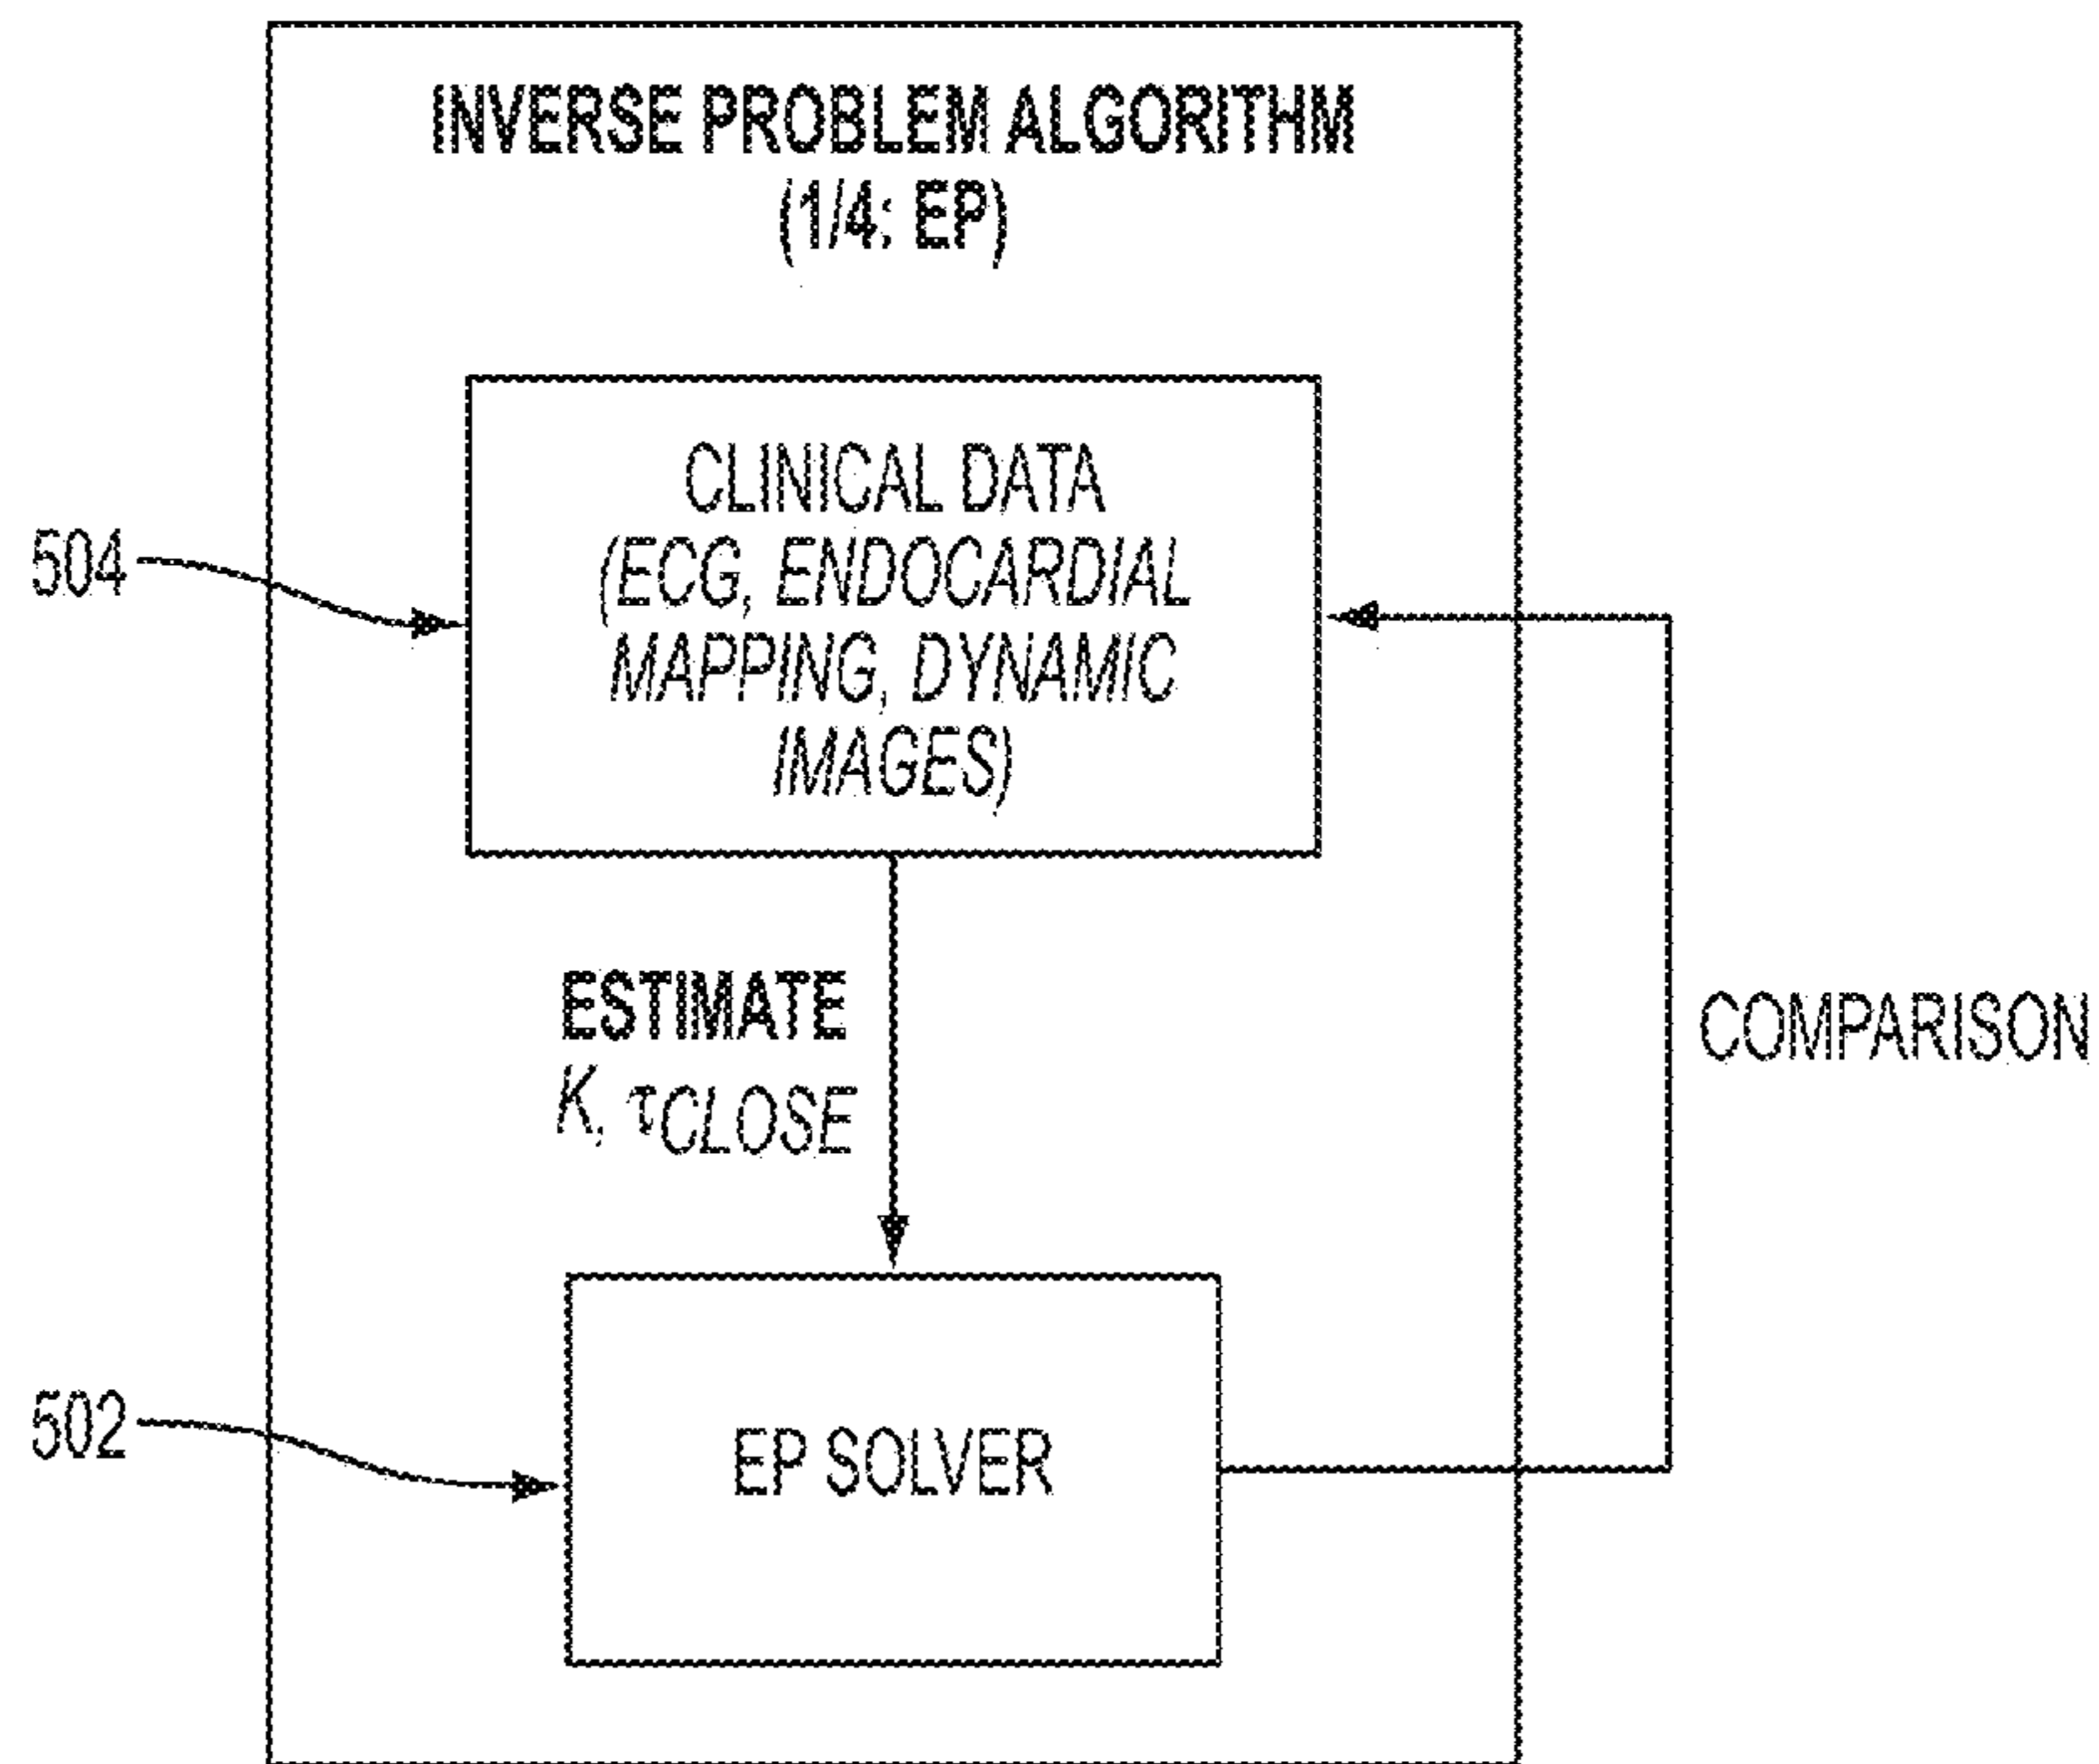 INVERSE PROBLEM ALGORITHM
(1/4: EP)
504
CLINICAL DATA
(ECG, ENDOCARDIAL
MAPPING, DYNAMIC
IMAGES)
ESTIMATE
K, τCLOSE
COMPARISON
502
EP SOLVER